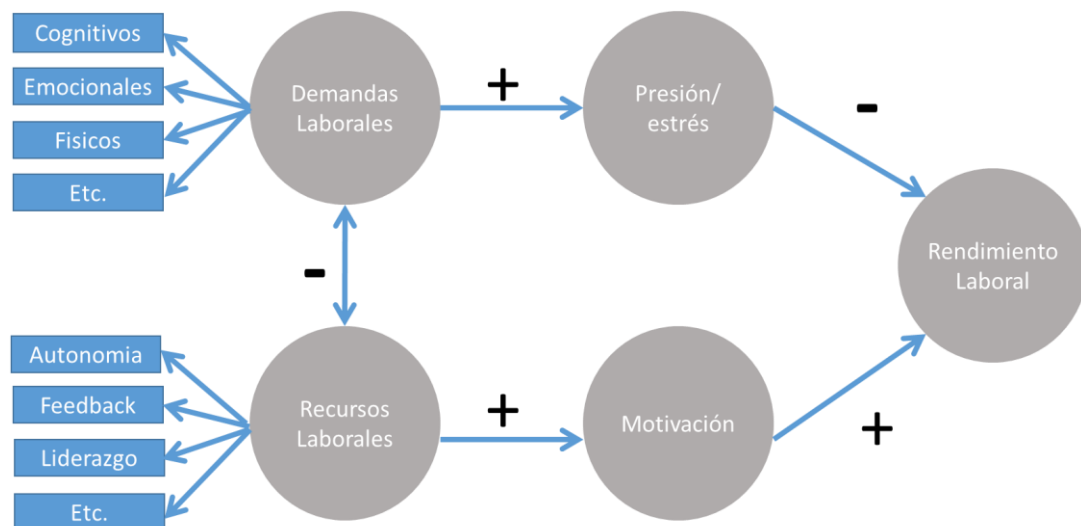 Cognitivos
Emocionales
Fisicos
Etc.
Demandas
Laborales
+
Presión/
estrés
-
-
Rendimiento
Laboral
Autonomia
Feedback
Liderazgo
Etc.
Recursos
Laborales
+
Motivación
+